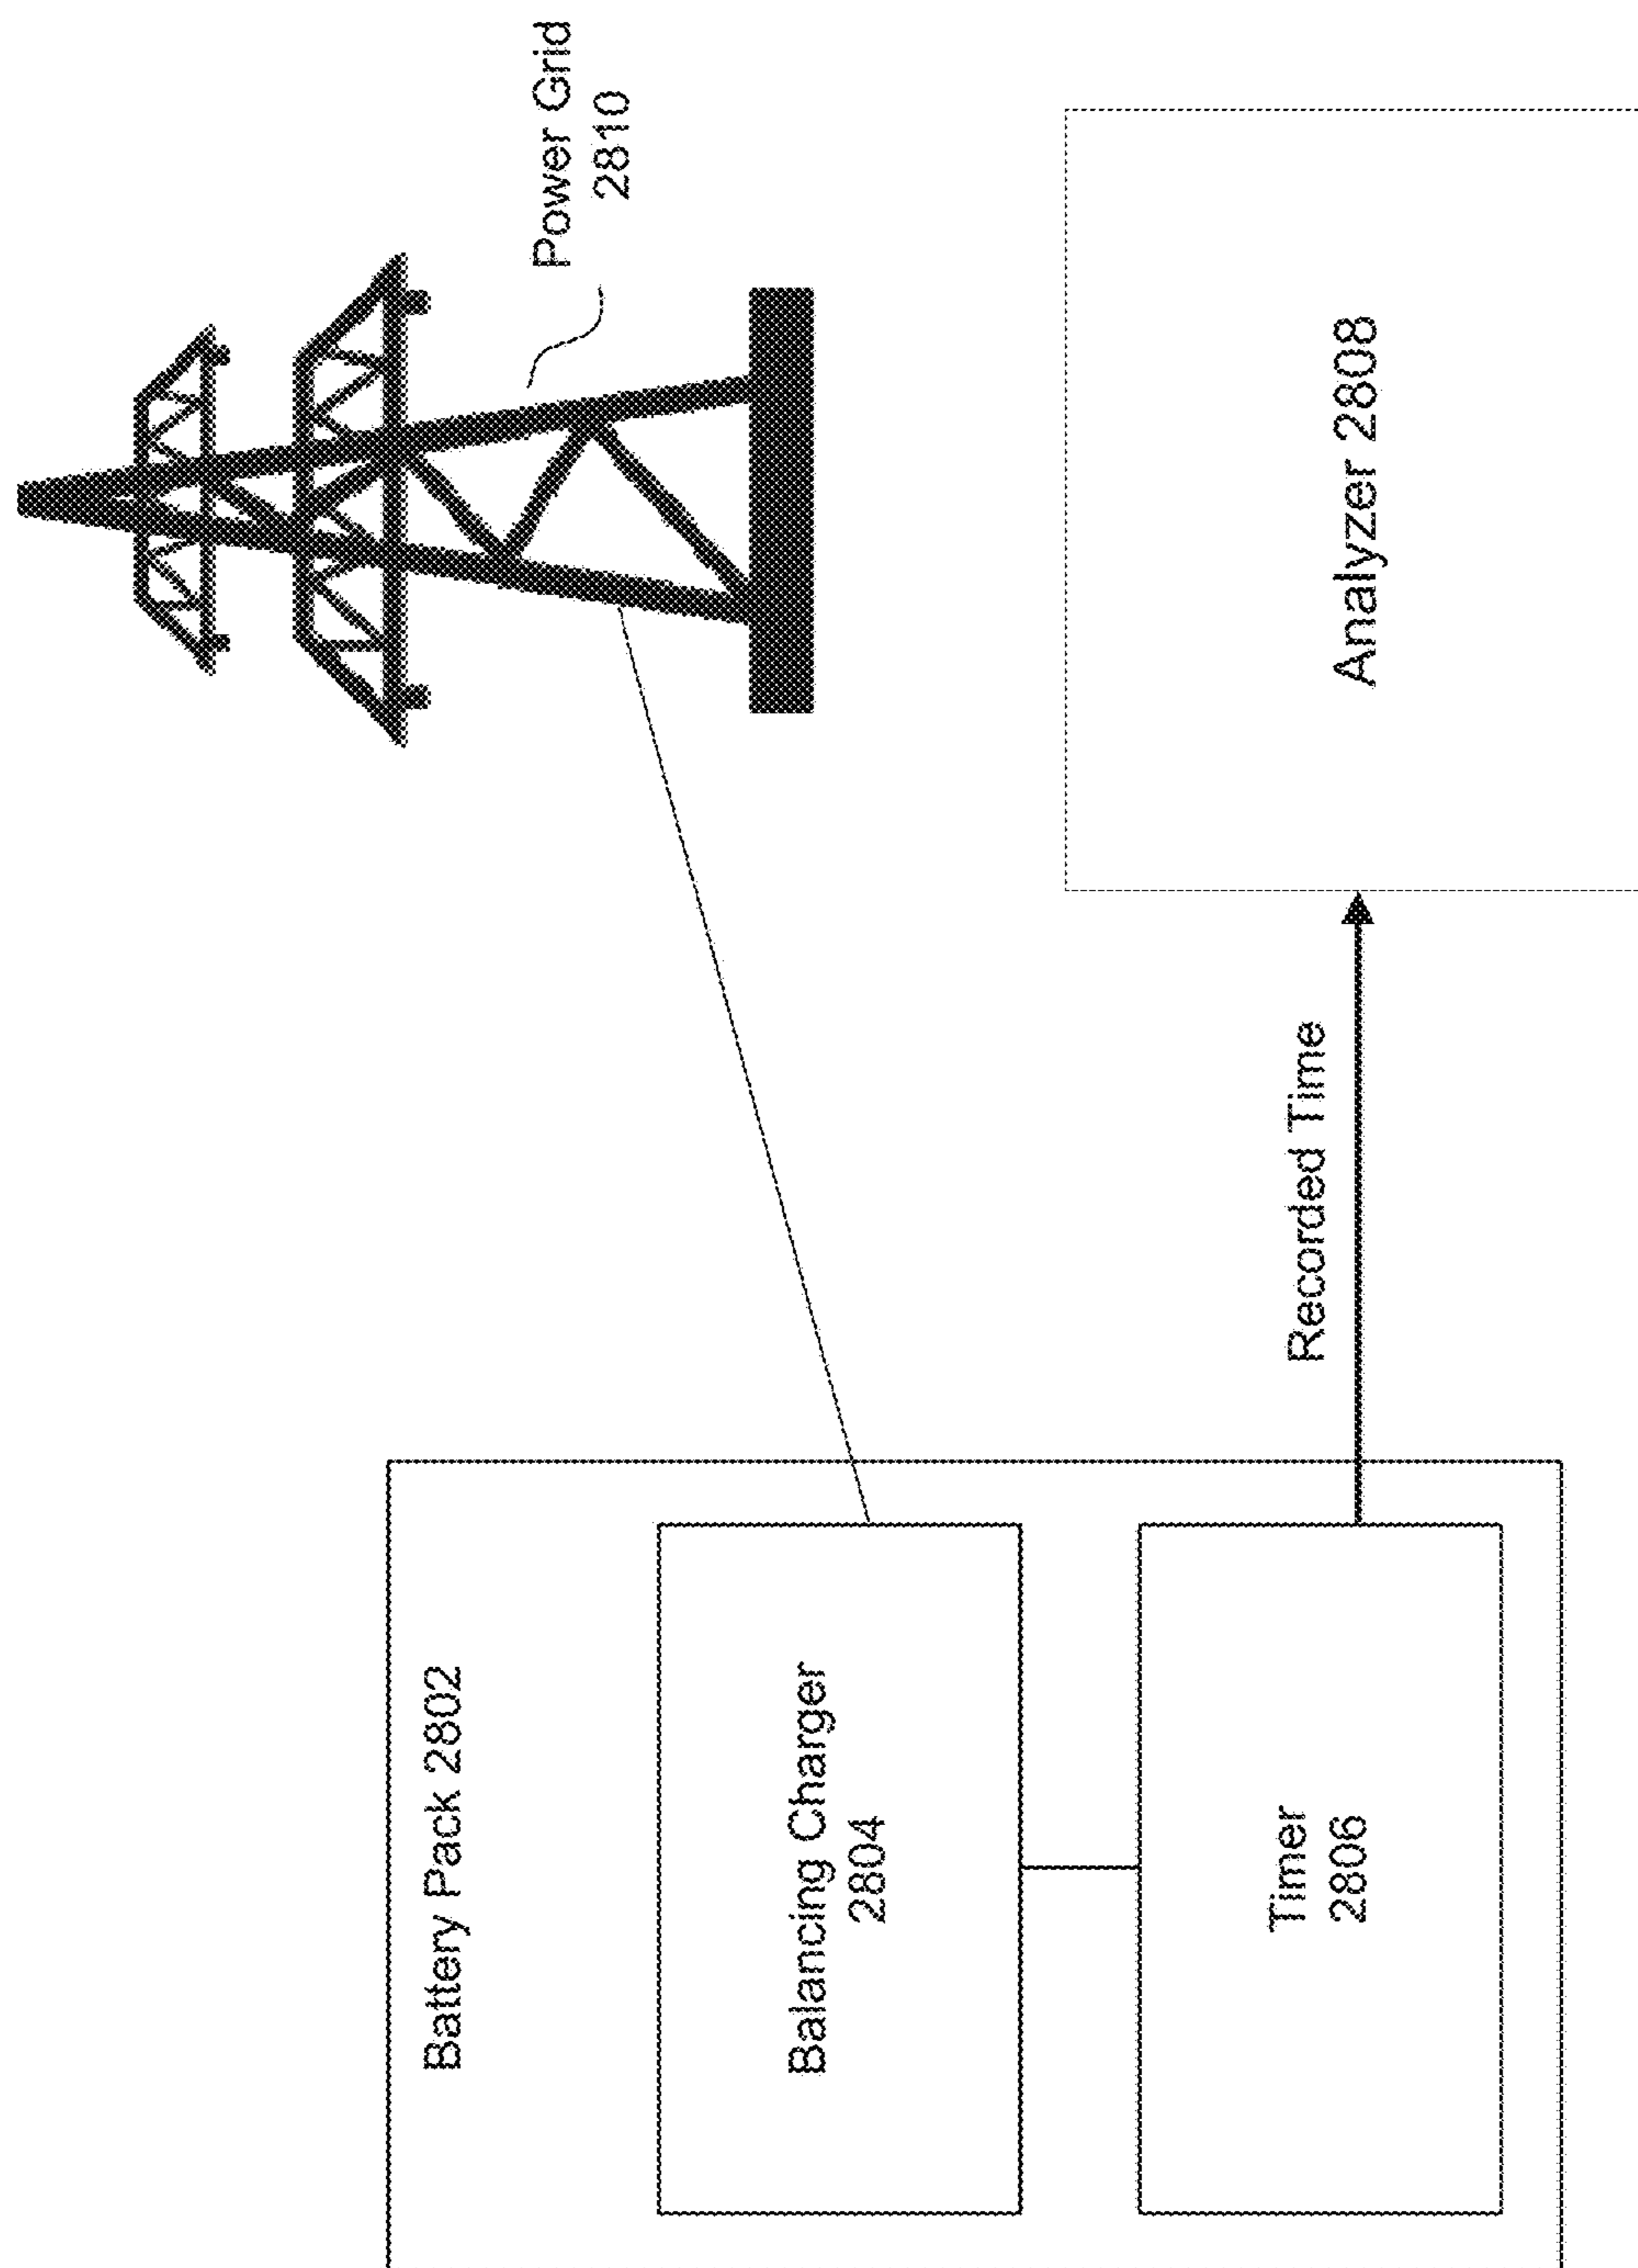 Battery Pack 2802
Balancing Charger
2804
Timer
2806
Recorded Time
Power Grid
2810
Analyzer 2808